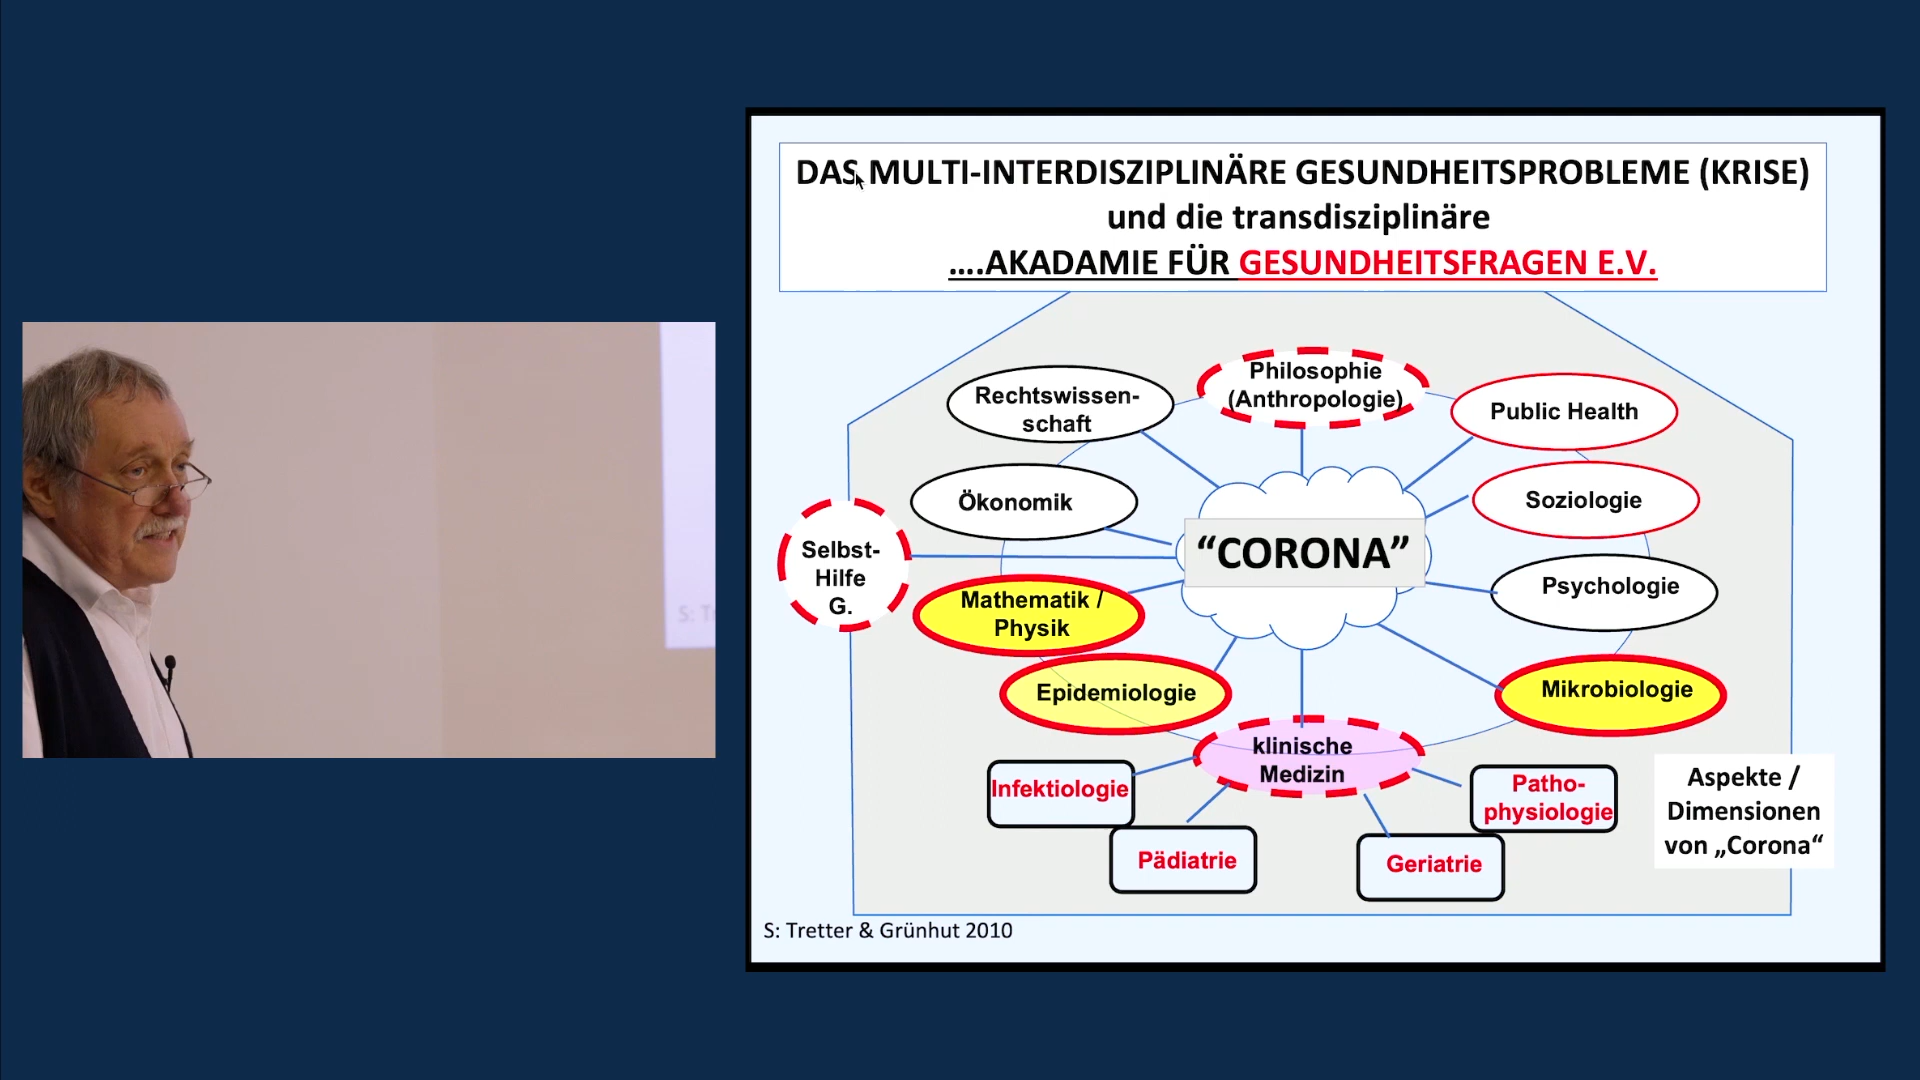 DAS MULTI-INTERDISZIPLINÄRE GESUNDHEITSPROBLEME (KRISE)
und die transdisziplinäre
....AKADAMIE FÜR GESUNDHEITSFRAGEN E.V.
Philosophie
(Anthropologie)
Rechtswissen-
schaft
Public Health
Ökonomik
Soziologie
“CORONA”
Selbst-
Hilfe
G.
Mathematik /
Physik
Psychologie
Epidemiologie
Mikrobiologie
klinische
Medizin
Infektiologie
Patho-
physiologie
Pädiatrie
Geriatrie
Aspekte /
Dimensionen
von „Corona“
S: Tretter & Grünhut 2010
S: T